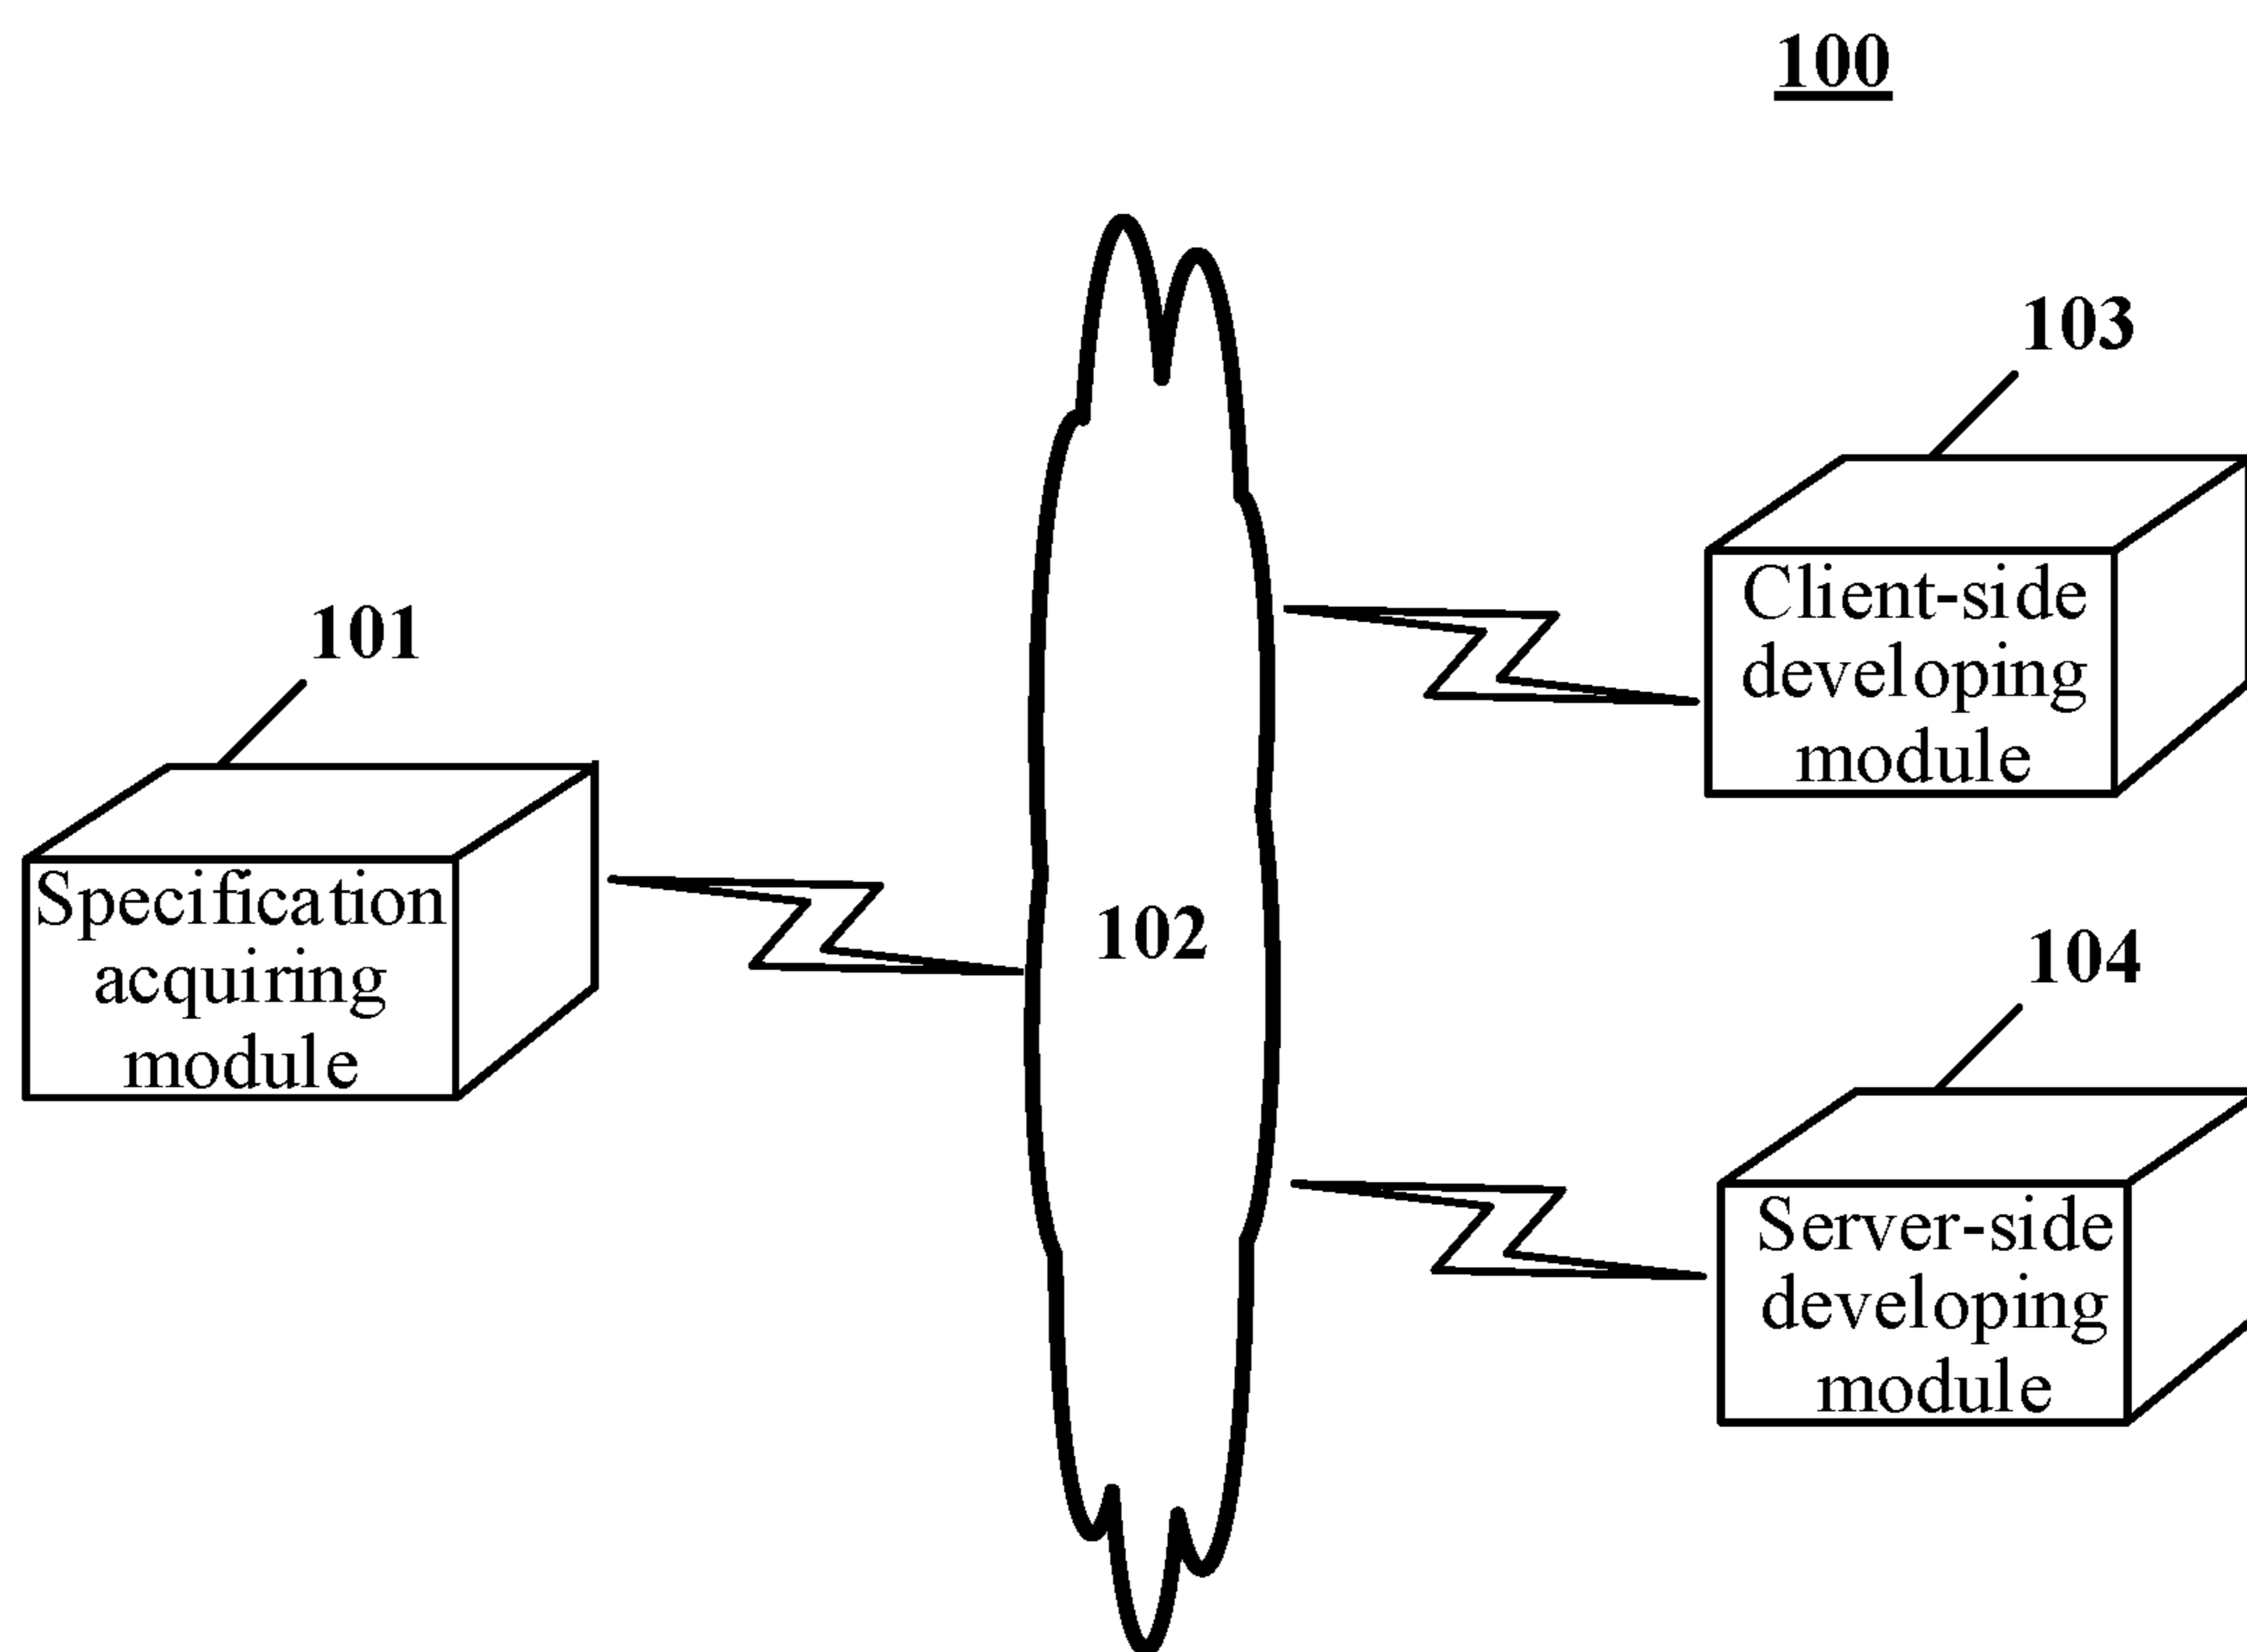 100
103
Client-side
developing
module
101
Specification
acquiring
module
102
104
Server-side
developing
module